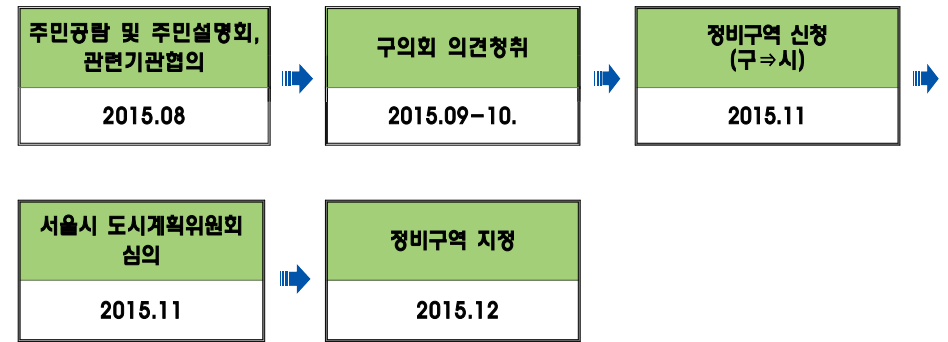 주민공람 및 주민설명회,
관련기관협의
2015.08
구의회 의견청취
2015.09-10.
정비구역 신청
(구⇒시)
2015.11
서울시 도시계획위원회
심의
2015.11
정비구역 지정
2015.12